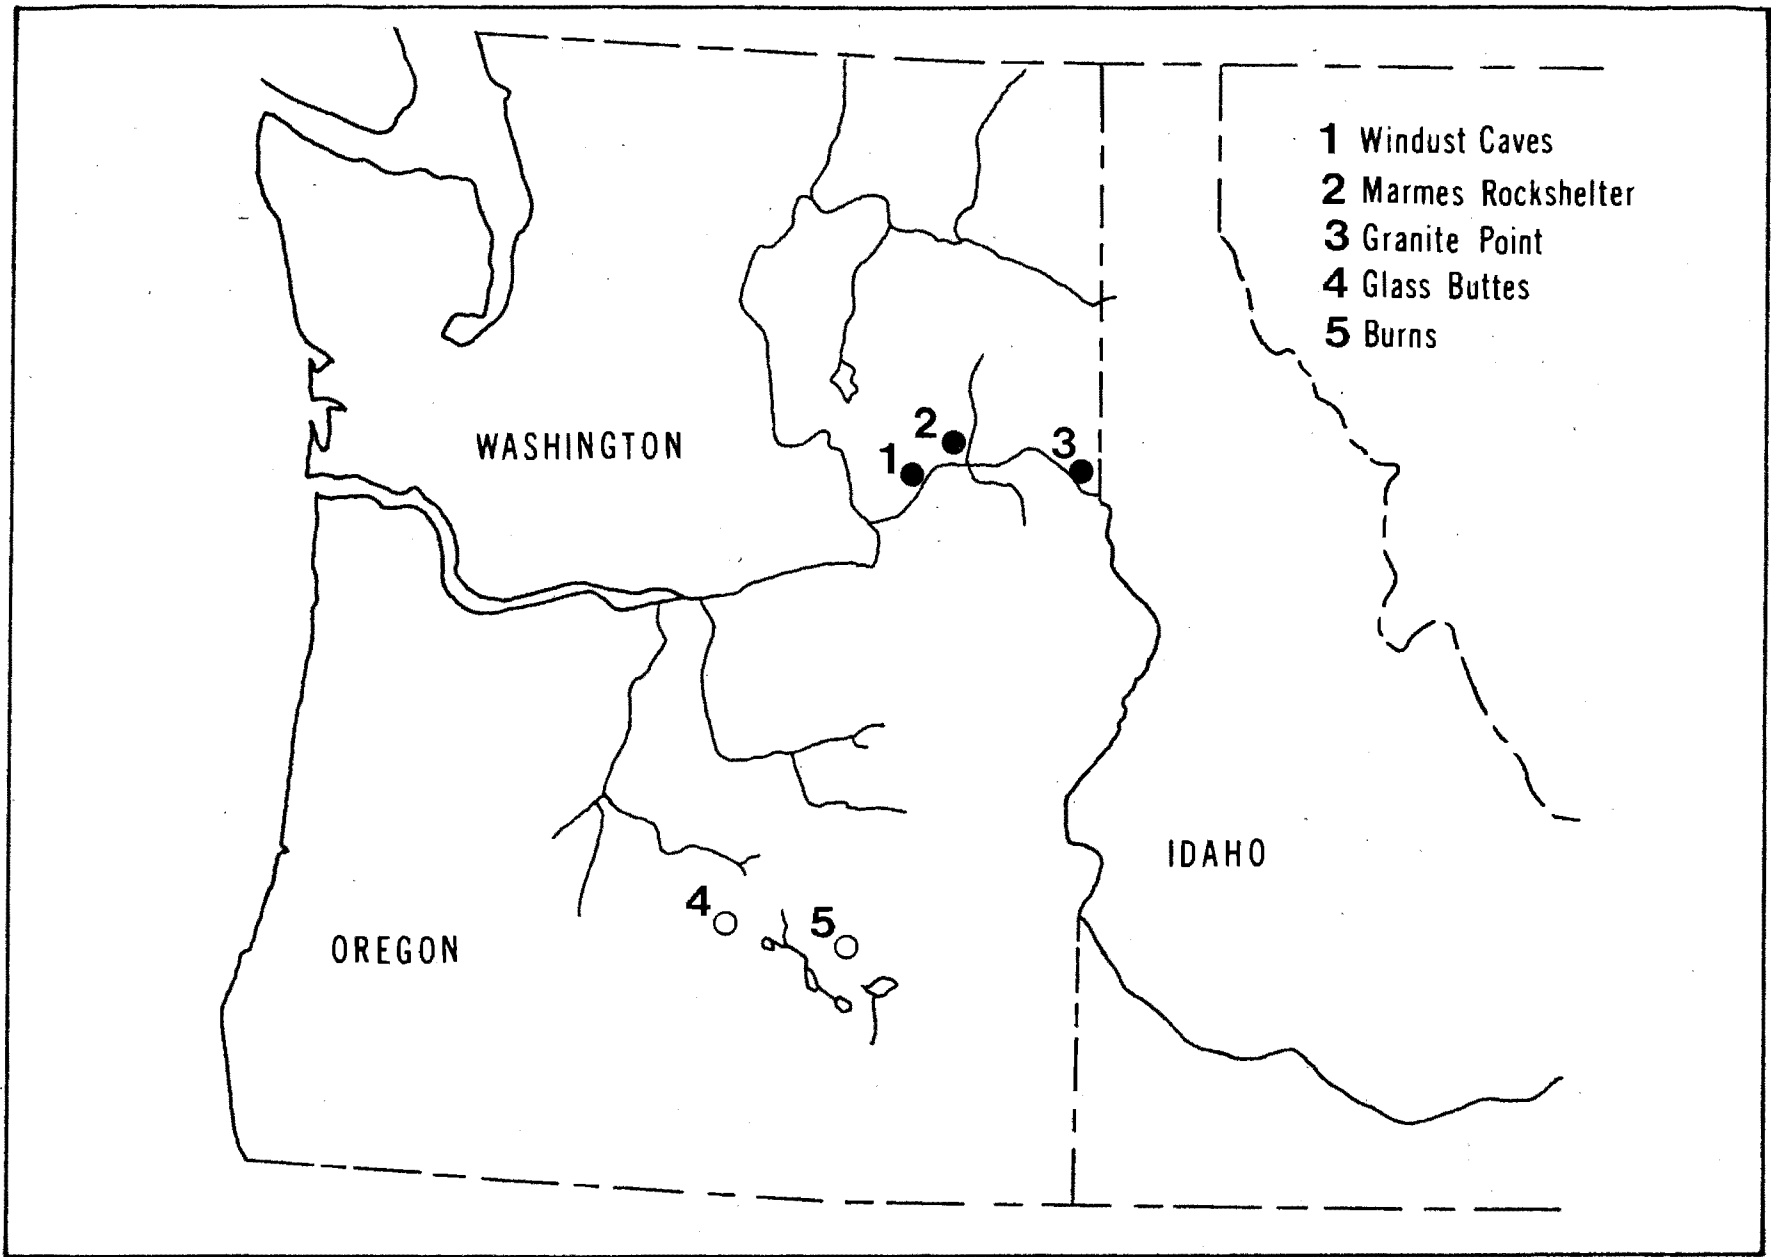 1 Windust Caves
2 Marmes Rockshelter
3 Granite Point
4 Glass Buttes
5 Burns
2
WASHINGTON
1
3
IDAHO
4
5
OREGON